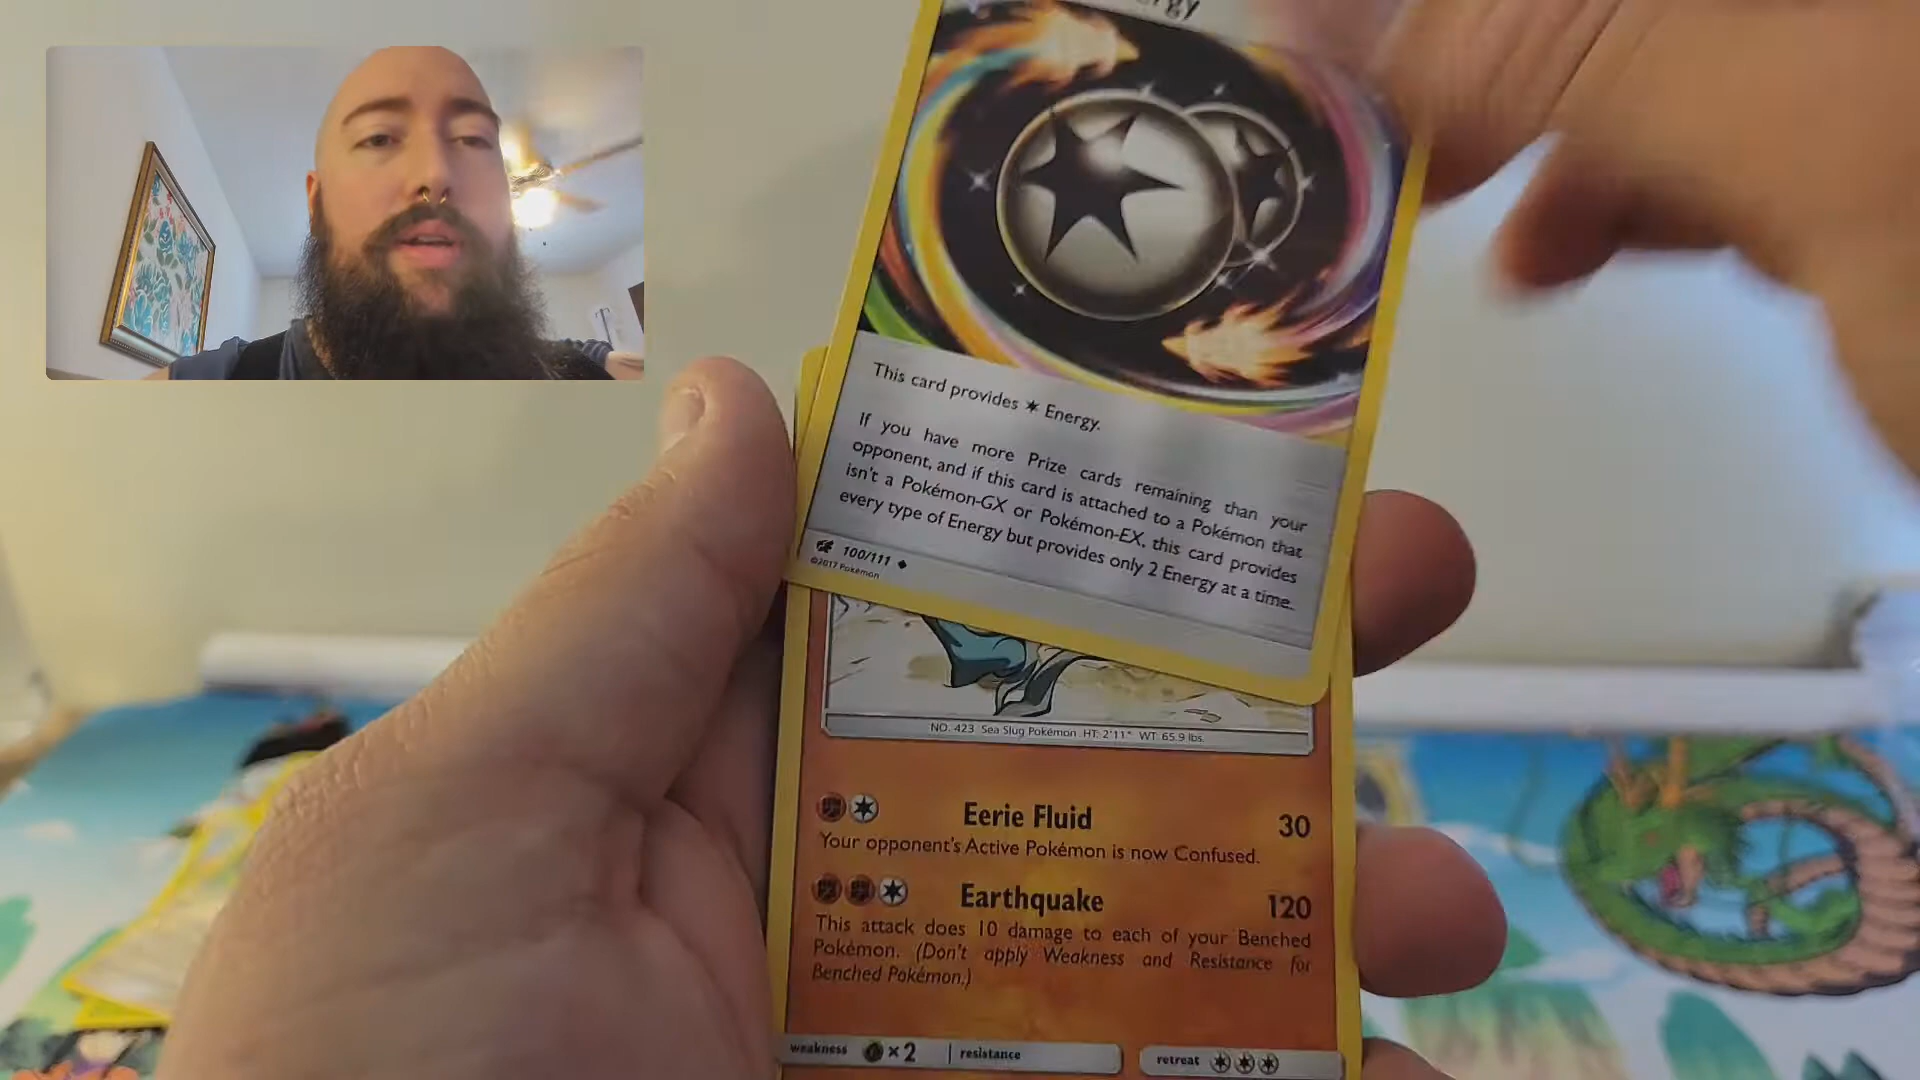 This card provides Energy.
If you have more Prize cards remaining than your
opponent, and if this card is attached to a Pokémon that
isn't a Pokémon-GX or Pokémon-EX, this card provides
every type of Energy but provides only 2 Energy at a time.
100/111
©2017 Pokémon
NO. 423 Sea Slug Pokémon HT: 2'11" WT: 65.9 lbs.
Eerie Fluid 30
Your opponent's Active Pokémon is now Confused.
Earthquake 120
This attack does 10 damage to each of your Benched
Pokémon. (Don't apply Weakness and Resistance for
Benched Pokémon.)
weakness ×2 resistance retreat